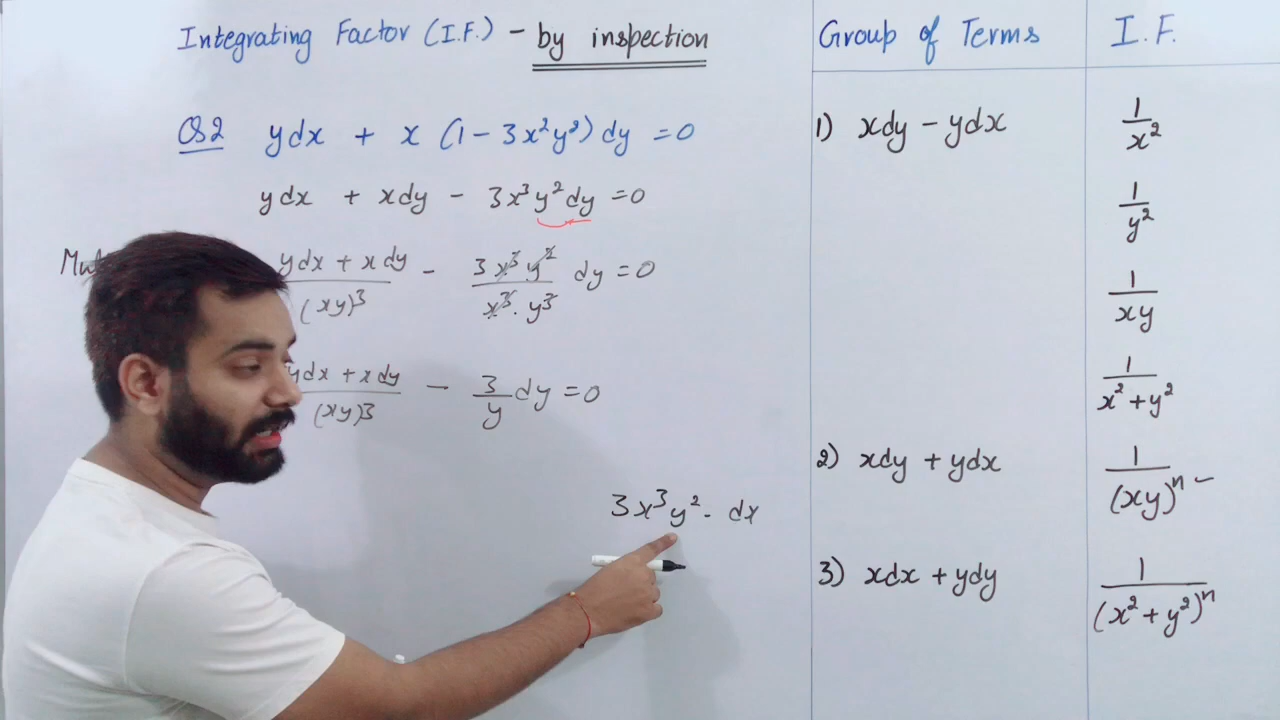 Integrating Factor (I.F.) - by inspection
Qs2 ydx + x (1 - 3x²y²) dy = 0
ydx + xdy - 3x³y²dy = 0
ydx + xdy / (xy)³ - 3x³y² / x³.y³ dy = 0
ydx + xdy / (xy)³ - 3/y dy = 0
3x³y². dx
Group of Terms I.F.
1) xdy - ydx 1/x²
1/y²
1/xy
1/x²+y²
2) xdy + ydx 1/(xy)ⁿ -
3) xdx + ydy 1/(x²+y²)ⁿ